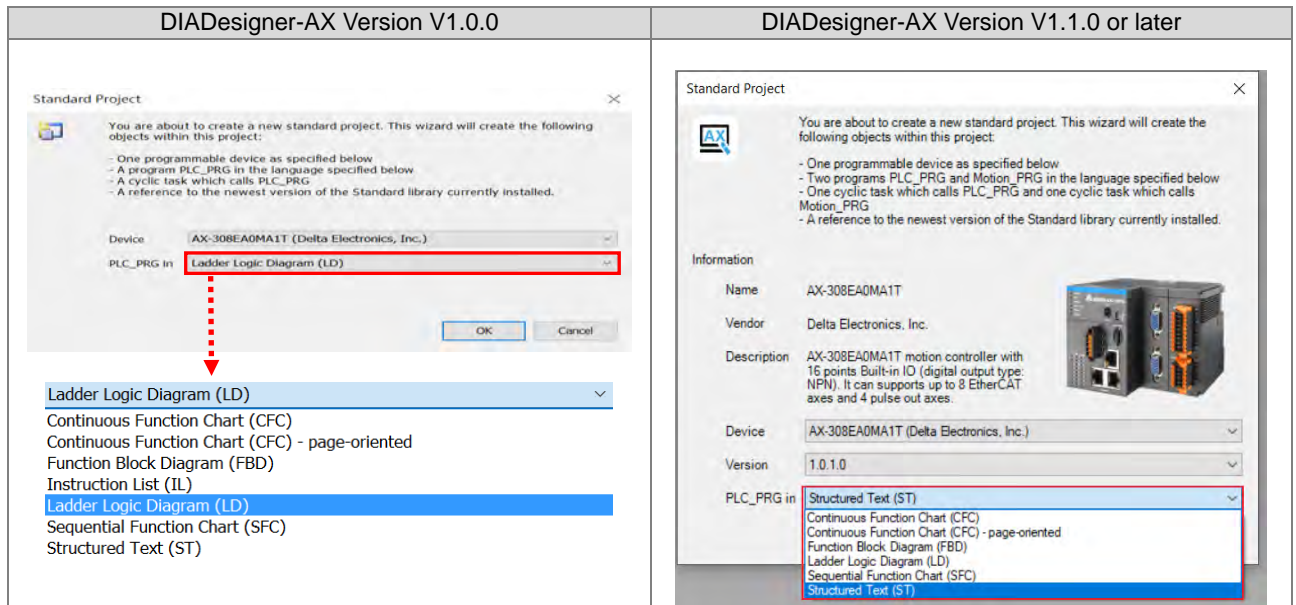 DIADesigner-AX Version V1.0.0
Standard Project
You are about to create a new standard project. This wizard will create the following
objects within this project:
- One programmable device as specified below
- A program PLC_PRG in the language specified below
- A cyclic task which calls PLC_PRG
- A reference to the newest version of the Standard library currently installed.
Device AX-308EA0MA1T (Delta Electronics, Inc.)
PLC_PRG in Ladder Logic Diagram (LD)
OK Cancel
Ladder Logic Diagram (LD)
Continuous Function Chart (CFC)
Continuous Function Chart (CFC) - page-oriented
Function Block Diagram (FBD)
Instruction List (IL)
Ladder Logic Diagram (LD)
Sequential Function Chart (SFC)
Structured Text (ST)
DIADesigner-AX Version V1.1.0 or later
Standard Project
AX
You are about to create a new standard project. This wizard will create the
following objects within this project:
- One programmable device as specified below
- Two programs PLC_PRG and Motion_PRG in the language specified below
- One cyclic task which calls PLC_PRG and one cyclic task which calls
Motion_PRG
- A reference to the newest version of the Standard library currently installed.
Information
Name AX-308EA0MA1T
Vendor Delta Electronics, Inc.
Description AX-308EA0MA1T motion controller with
16 points Built-in IO (digital output type:
NPN). It can supports up to 8 EtherCAT
axes and 4 pulse out axes.
Device AX-308EA0MA1T (Delta Electronics, Inc.)
Version 1.0.1.0
PLC_PRG in Structured Text (ST)
Continuous Function Chart (CFC)
Continuous Function Chart (CFC) - page-oriented
Function Block Diagram (FBD)
Ladder Logic Diagram (LD)
Sequential Function Chart (SFC)
Structured Text (ST)